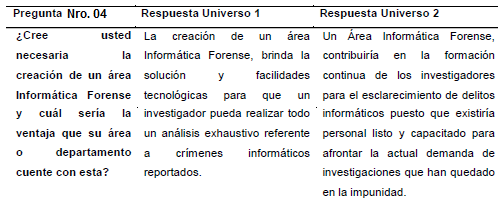 Pregunta Nro. 04
Respuesta Universo 1
Respuesta Universo 2
¿Cree usted
necesaria la
creación de un área
Informática Forense
y cuál sería la
ventaja que su área
o departamento
cuente con esta?
La creación de un área
Informática Forense, brinda la
solución y facilidades
tecnológicas para que un
investigador pueda realizar todo
un análisis exhaustivo referente
a crímenes informáticos
reportados.
Un Área Informática Forense,
contribuiría en la formación
continua de los investigadores
para el esclarecimiento de delitos
informáticos puesto que existiría
personal listo y capacitado para
afrontar la actual demanda de
investigaciones que han quedado
en la impunidad.